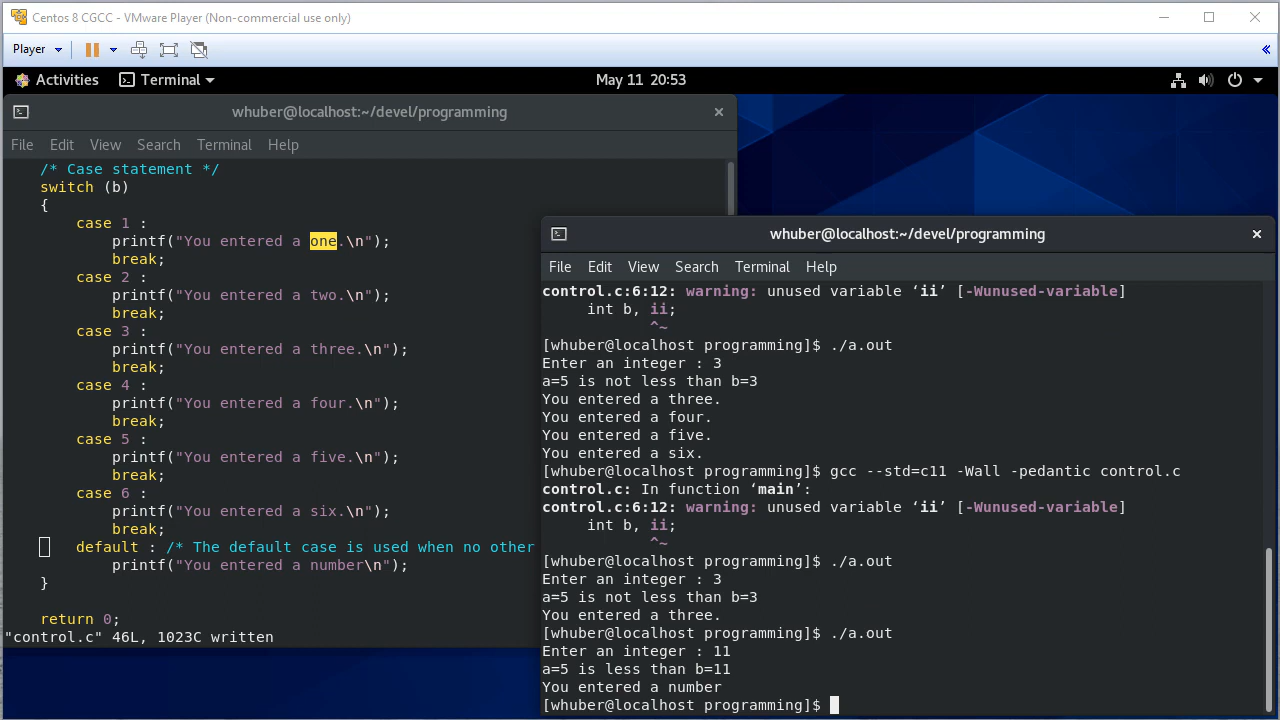 Centos 8 CGCC - VMware Player (Non-commercial use only)
Player
Activities Terminal May 11 20:53
whuber@localhost:~/devel/programming
File Edit View Search Terminal Help
/* Case statement */
switch (b)
{
case 1 :
printf("You entered a one.\n");
break;
case 2 :
printf("You entered a two.\n");
break;
case 3 :
printf("You entered a three.\n");
break;
case 4 :
printf("You entered a four.\n");
break;
case 5 :
printf("You entered a five.\n");
break;
case 6 :
printf("You entered a six.\n");
break;
default : /* The default case is used when no other
printf("You entered a number\n");
}
return 0;
"control.c" 46L, 1023C written
whuber@localhost:~/devel/programming
File Edit View Search Terminal Help
control.c:6:12: warning: unused variable ‘ii’ [-Wunused-variable]
int b, ii;
^~
[whuber@localhost programming]$ ./a.out
Enter an integer : 3
a=5 is not less than b=3
You entered a three.
You entered a four.
You entered a five.
You entered a six.
[whuber@localhost programming]$ gcc --std=c11 -Wall -pedantic control.c
control.c: In function ‘main’:
control.c:6:12: warning: unused variable ‘ii’ [-Wunused-variable]
int b, ii;
^~
[whuber@localhost programming]$ ./a.out
Enter an integer : 3
a=5 is not less than b=3
You entered a three.
[whuber@localhost programming]$ ./a.out
Enter an integer : 11
a=5 is less than b=11
You entered a number
[whuber@localhost programming]$